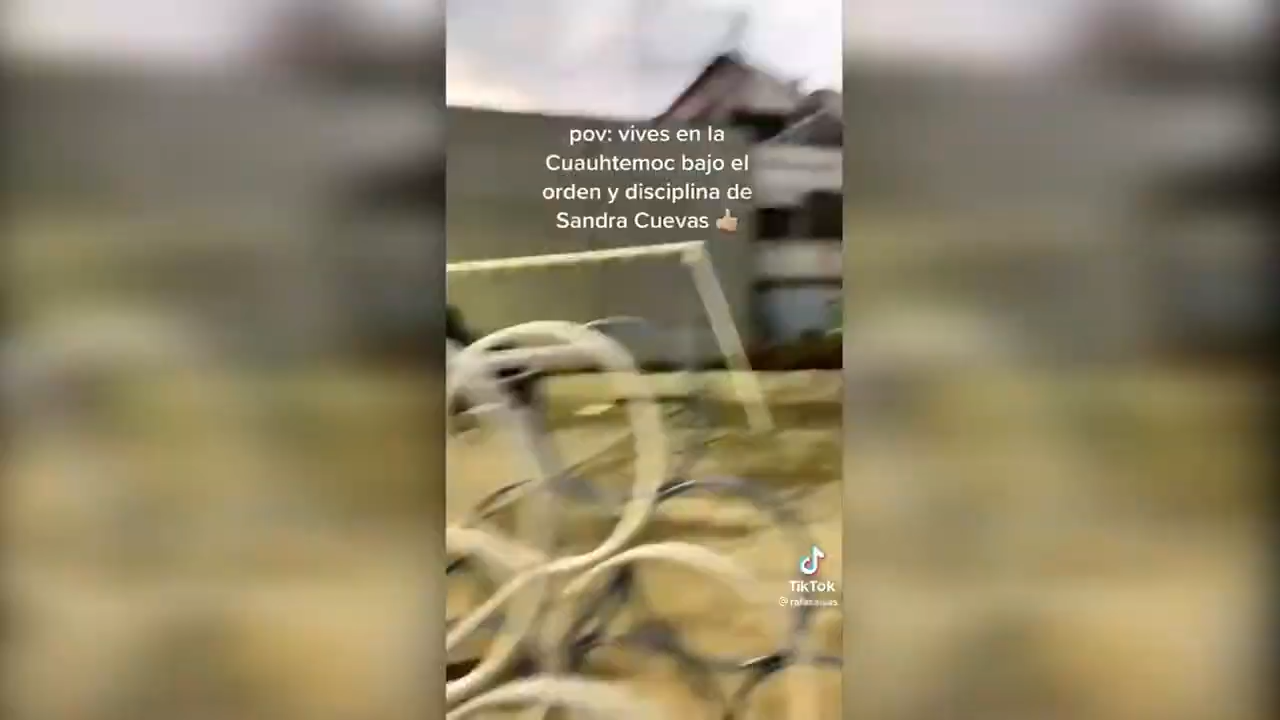 pov: vives en la
Cuauhtemoc bajo el
orden y disciplina de
Sandra Cuevas 👍🏼
TikTok